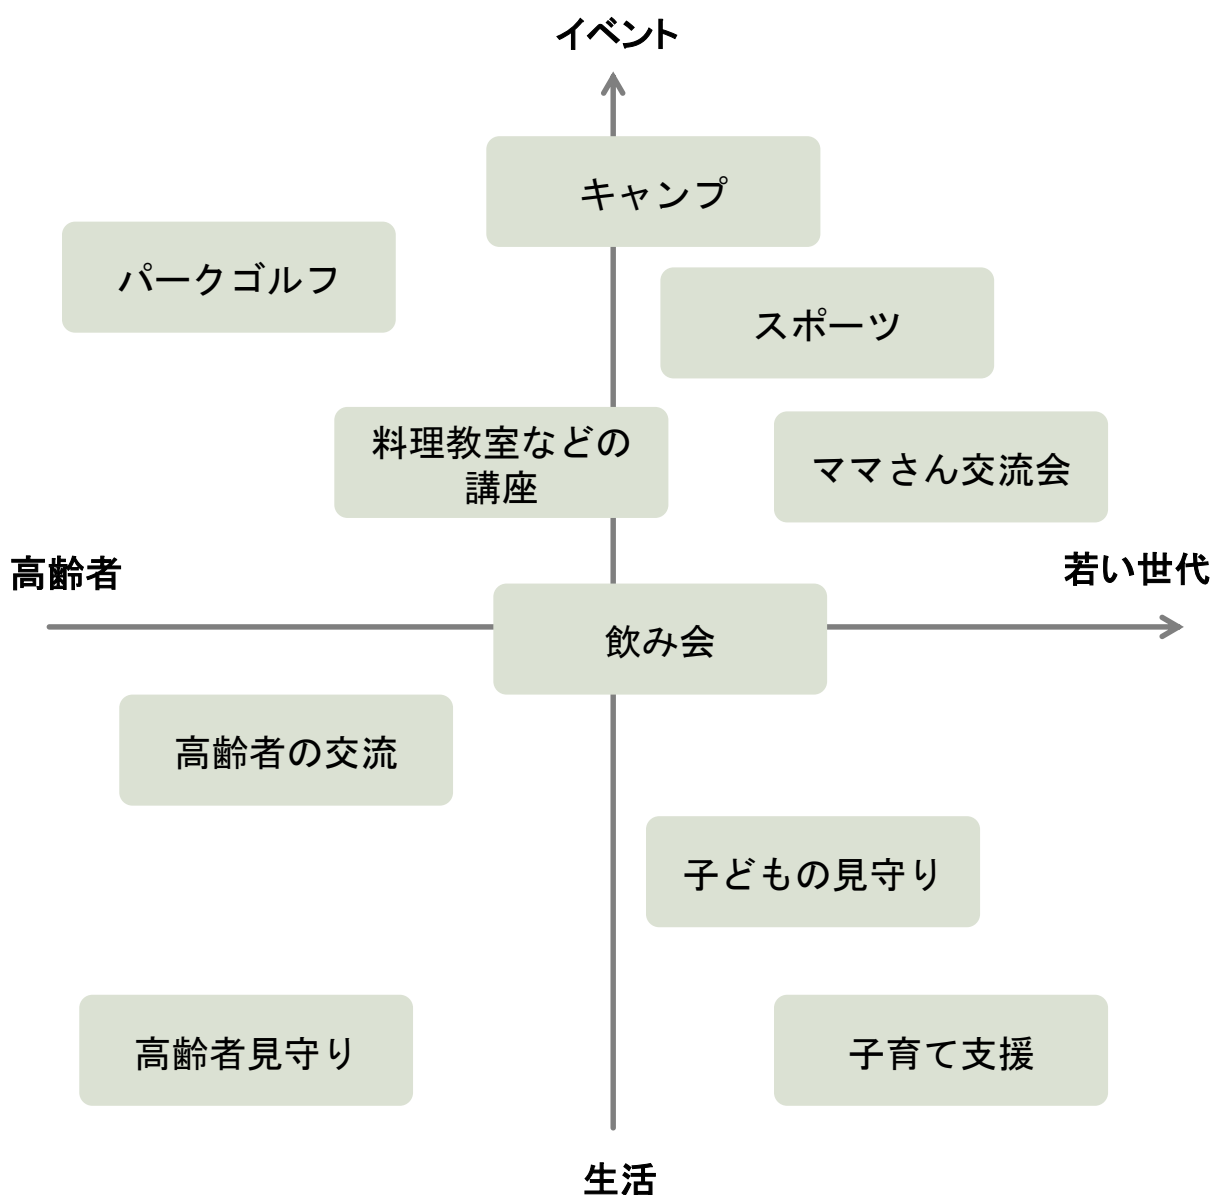 イベント
キャンプ
パークゴルフ
スポーツ
料理教室などの
講座
ママさん交流会
高齢者
若い世代
飲み会
高齢者の交流
子どもの見守り
高齢者見守り
子育て支援
生活